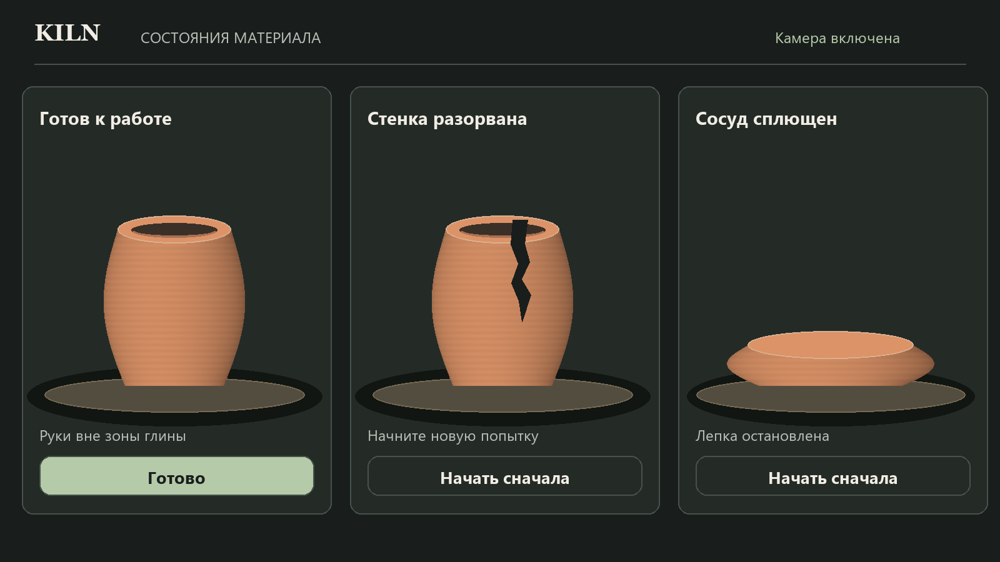 KILN
СОСТОЯНИЯ МАТЕРИАЛА
Камера включена
Готов к работе
Руки вне зоны глины
Готово
Стенка разорвана
Начните новую попытку
Начать сначала
Сосуд сплющен
Лепка остановлена
Начать сначала